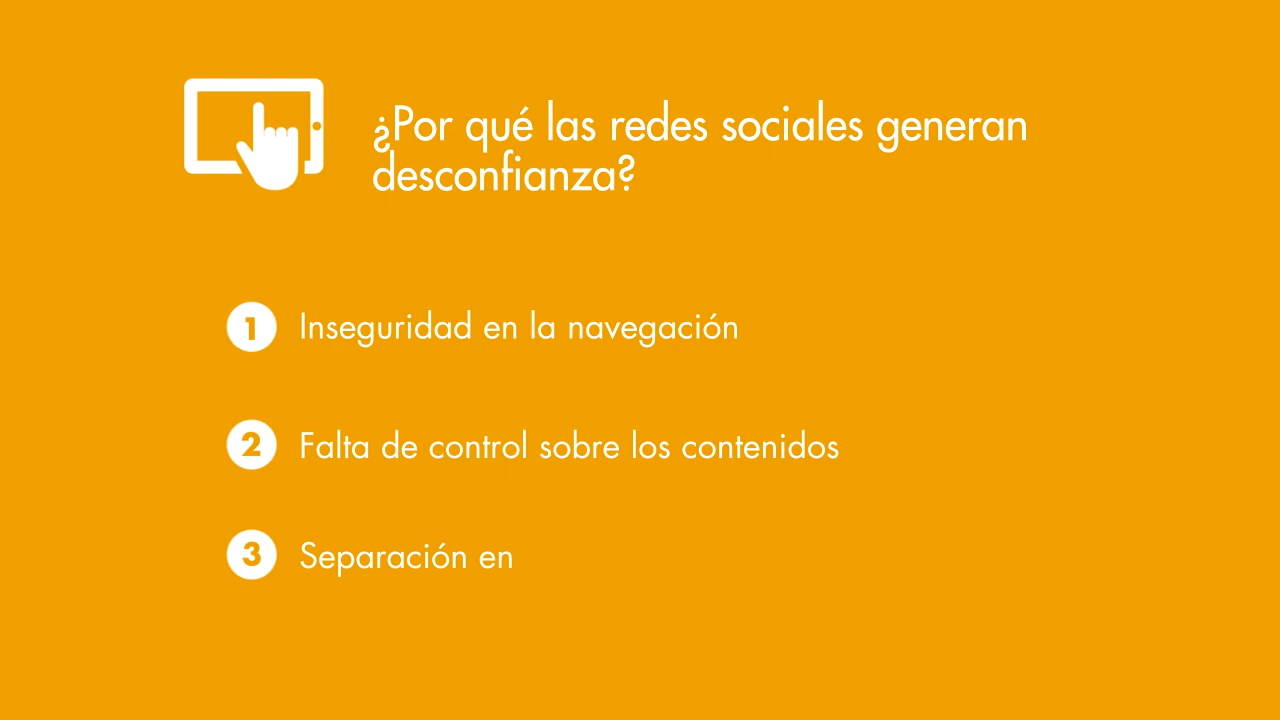 ¿Por qué las redes sociales generan
desconfianza?
1 Inseguridad en la navegación
2 Falta de control sobre los contenidos
3 Separación en